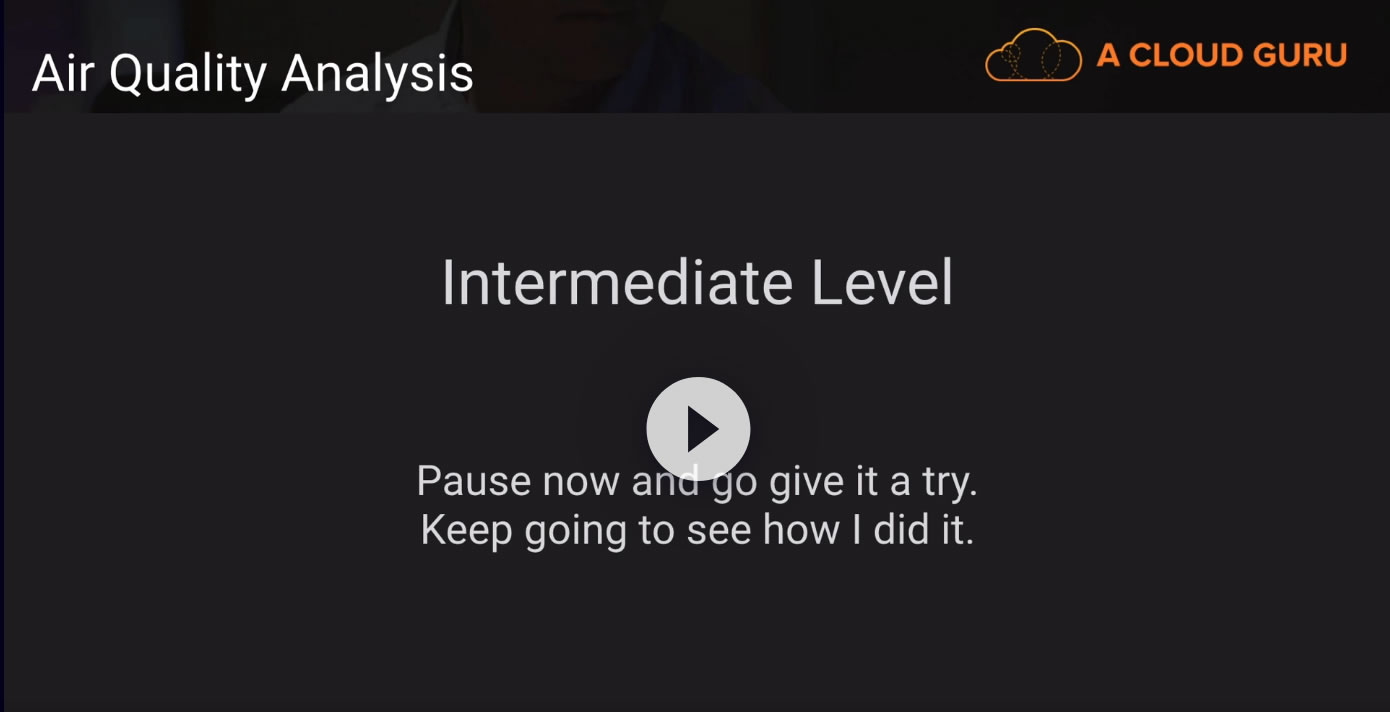 Air Quality Analysis
A CLOUD GURU
Intermediate Level
Pause now and go give it a try.
Keep going to see how I did it.